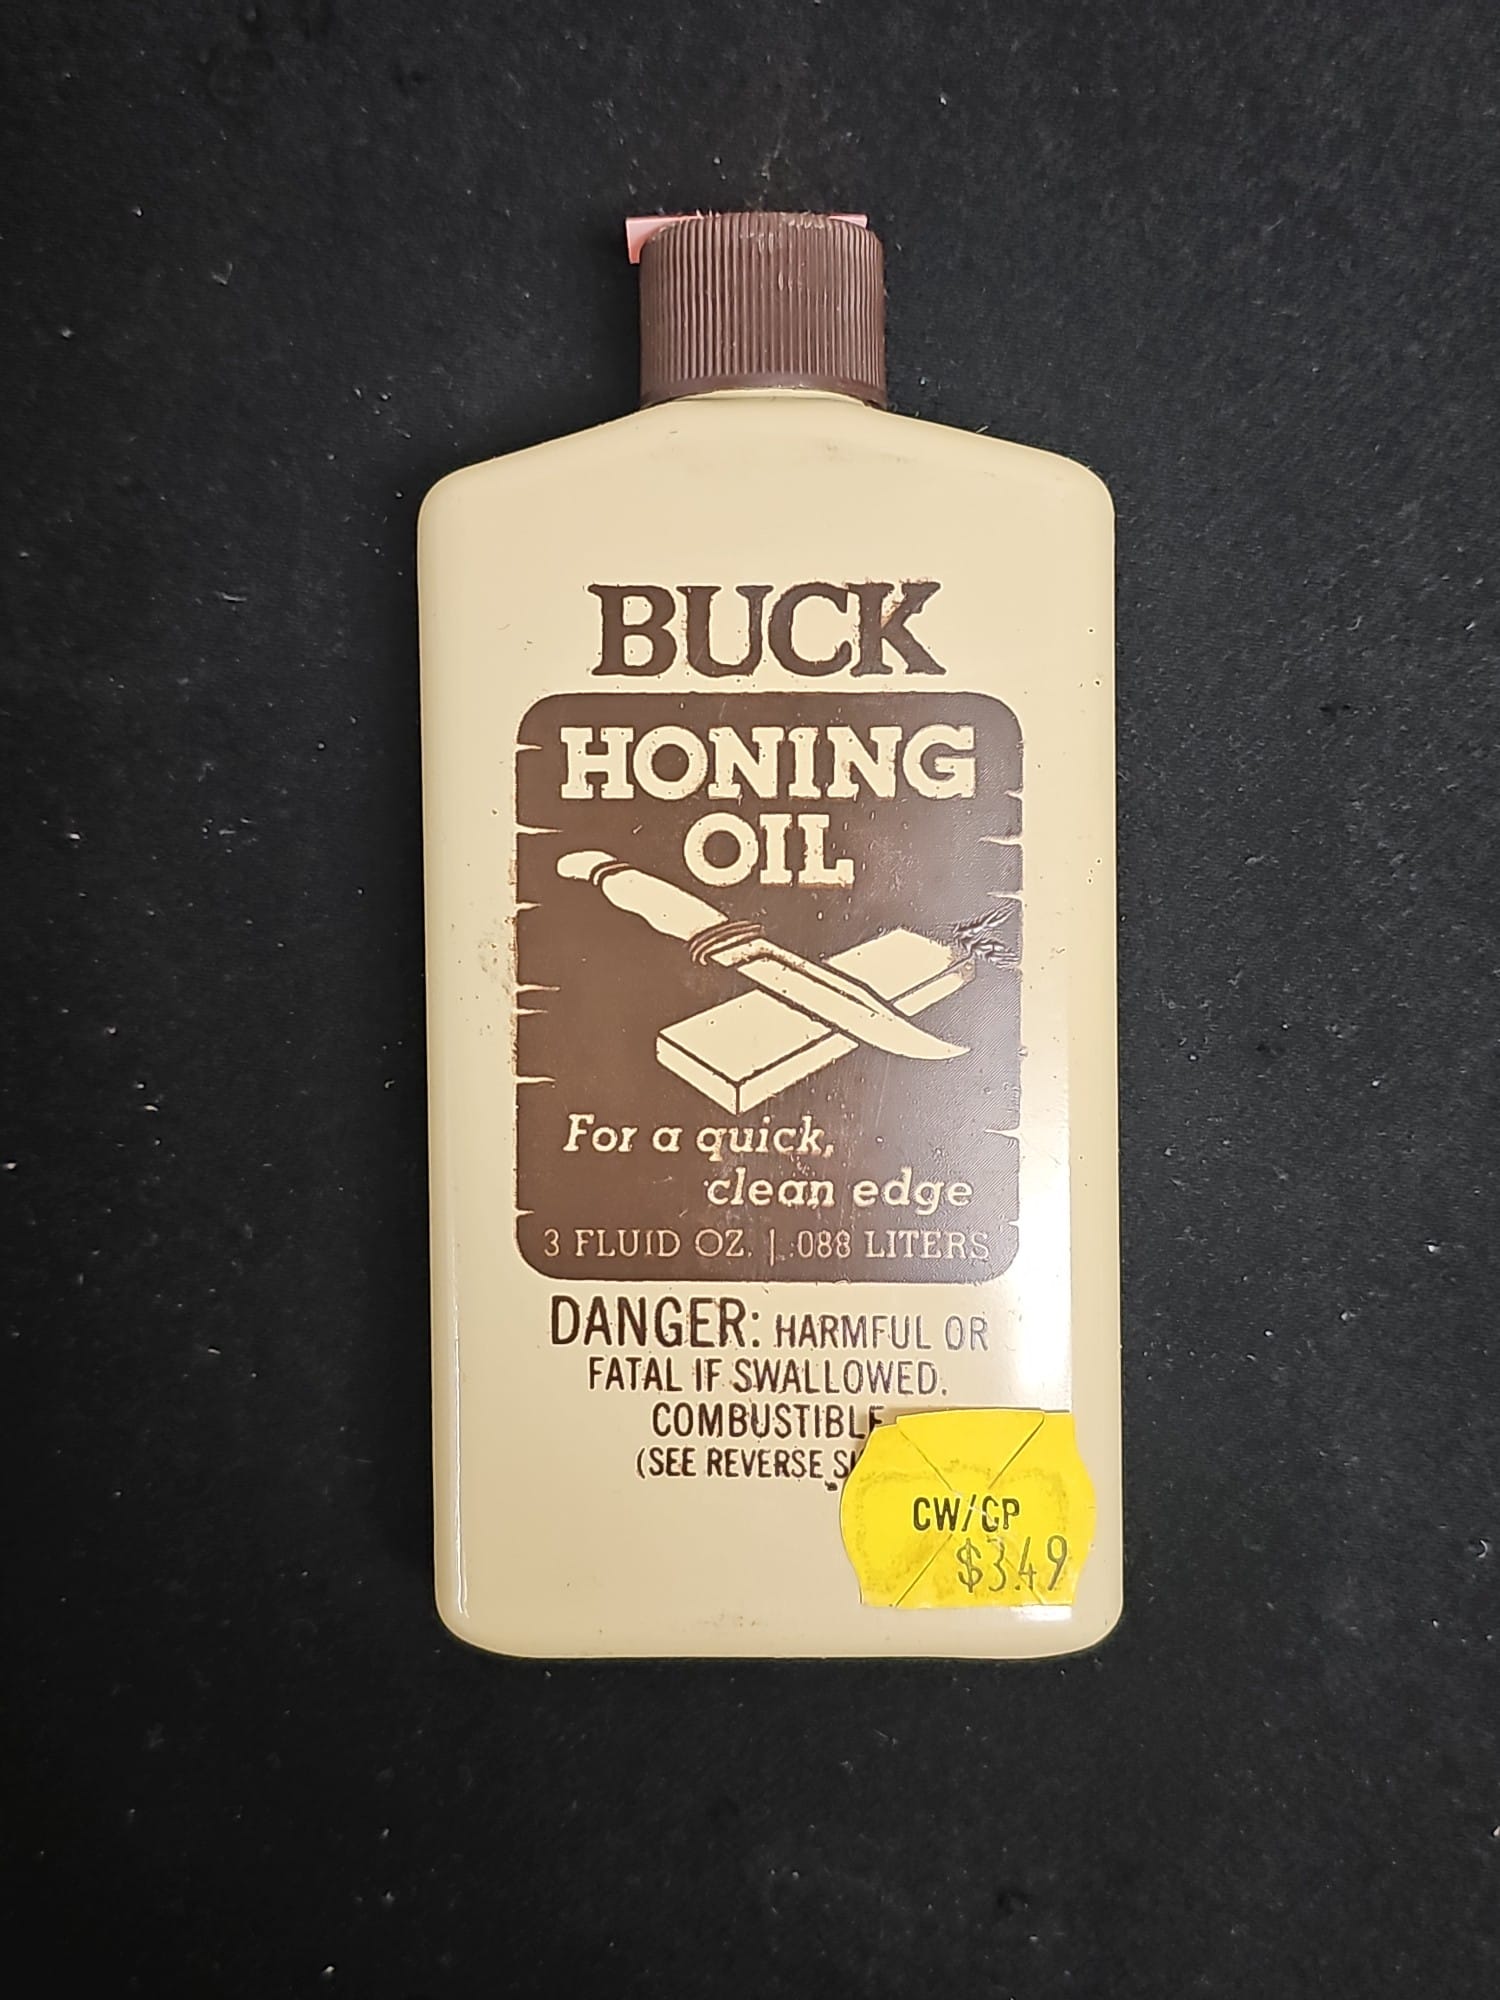 BUCK
HONING
OIL
For a quick,
clean edge
3 FLUID OZ. | .088 LITERS
DANGER: HARMFUL OR
FATAL IF SWALLOWED.
COMBUSTIBLE
(SEE REVERSE
CW/CP
$3.49